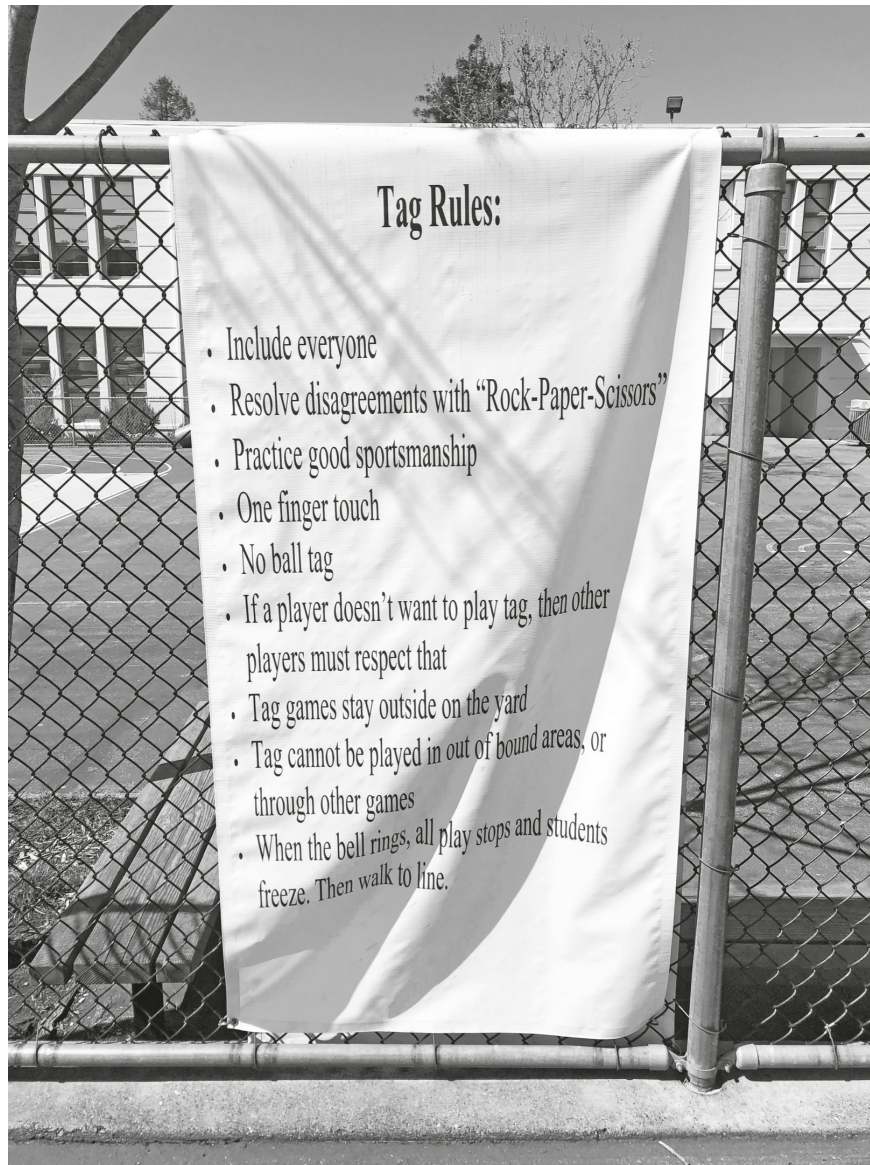 Tag Rules:
• Include everyone
• Resolve disagreements with “Rock-Paper-Scissors”
• Practice good sportsmanship
• One finger touch
• No ball tag
• If a player doesn’t want to play tag, then other
players must respect that
• Tag games stay outside on the yard
• Tag cannot be played in out of bound areas, or
through other games
• When the bell rings, all play stops and students
freeze. Then walk to line.